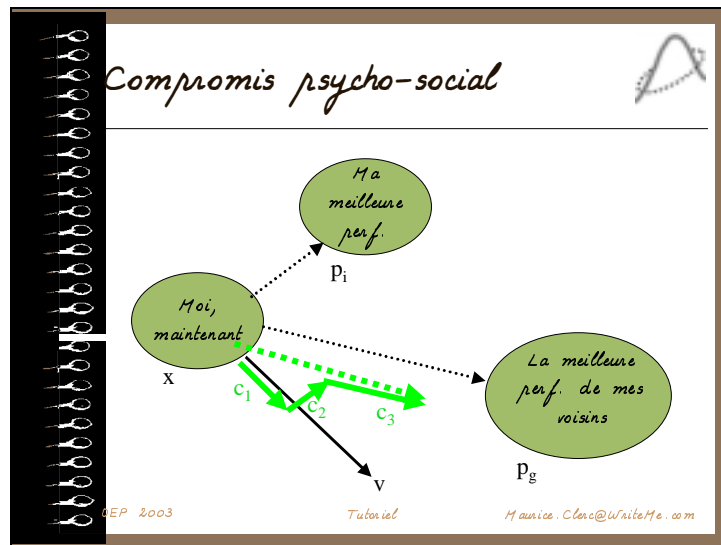 Compromis psycho-social
Ma
meilleure
perf.
pi
Moi,
maintenant
x
c1
c2
c3
La meilleure
perf. de mes
voisins
pg
v
OEP 2003
Tutoriel
Maurice.Clerc@WriteMe.com